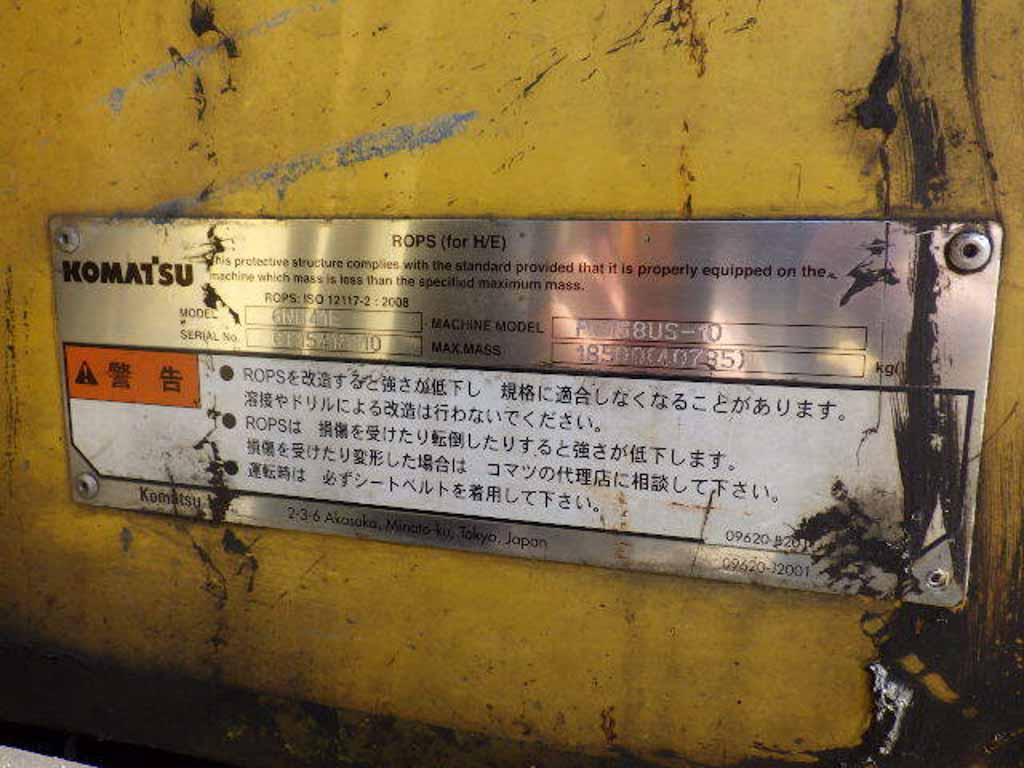 ROPS (for H/E)
KOMATSU
This protective structure complies with the standard provided that it is properly equipped on the
machine which mass is less than the specified maximum mass.
ROPS: ISO 12117-2 : 2008
MODEL
MACHINE MODEL
SERIAL No.
MAX.MASS
18500(40785)
kg(
警告
● ROPSを改造すると強さが低下し 規格に適合しなくなることがあります。
溶接やドリルによる改造は行わないでください。
● ROPSは 損傷を受けたり転倒したりすると強さが低下します。
損傷を受けたり変形した場合は コマツの代理店に相談して下さい。
● 運転時は 必ずシートベルトを着用して下さい。
Komatsu
2-3-6 Akasaka, Minato-ku, Tokyo, Japan
09620-J2001